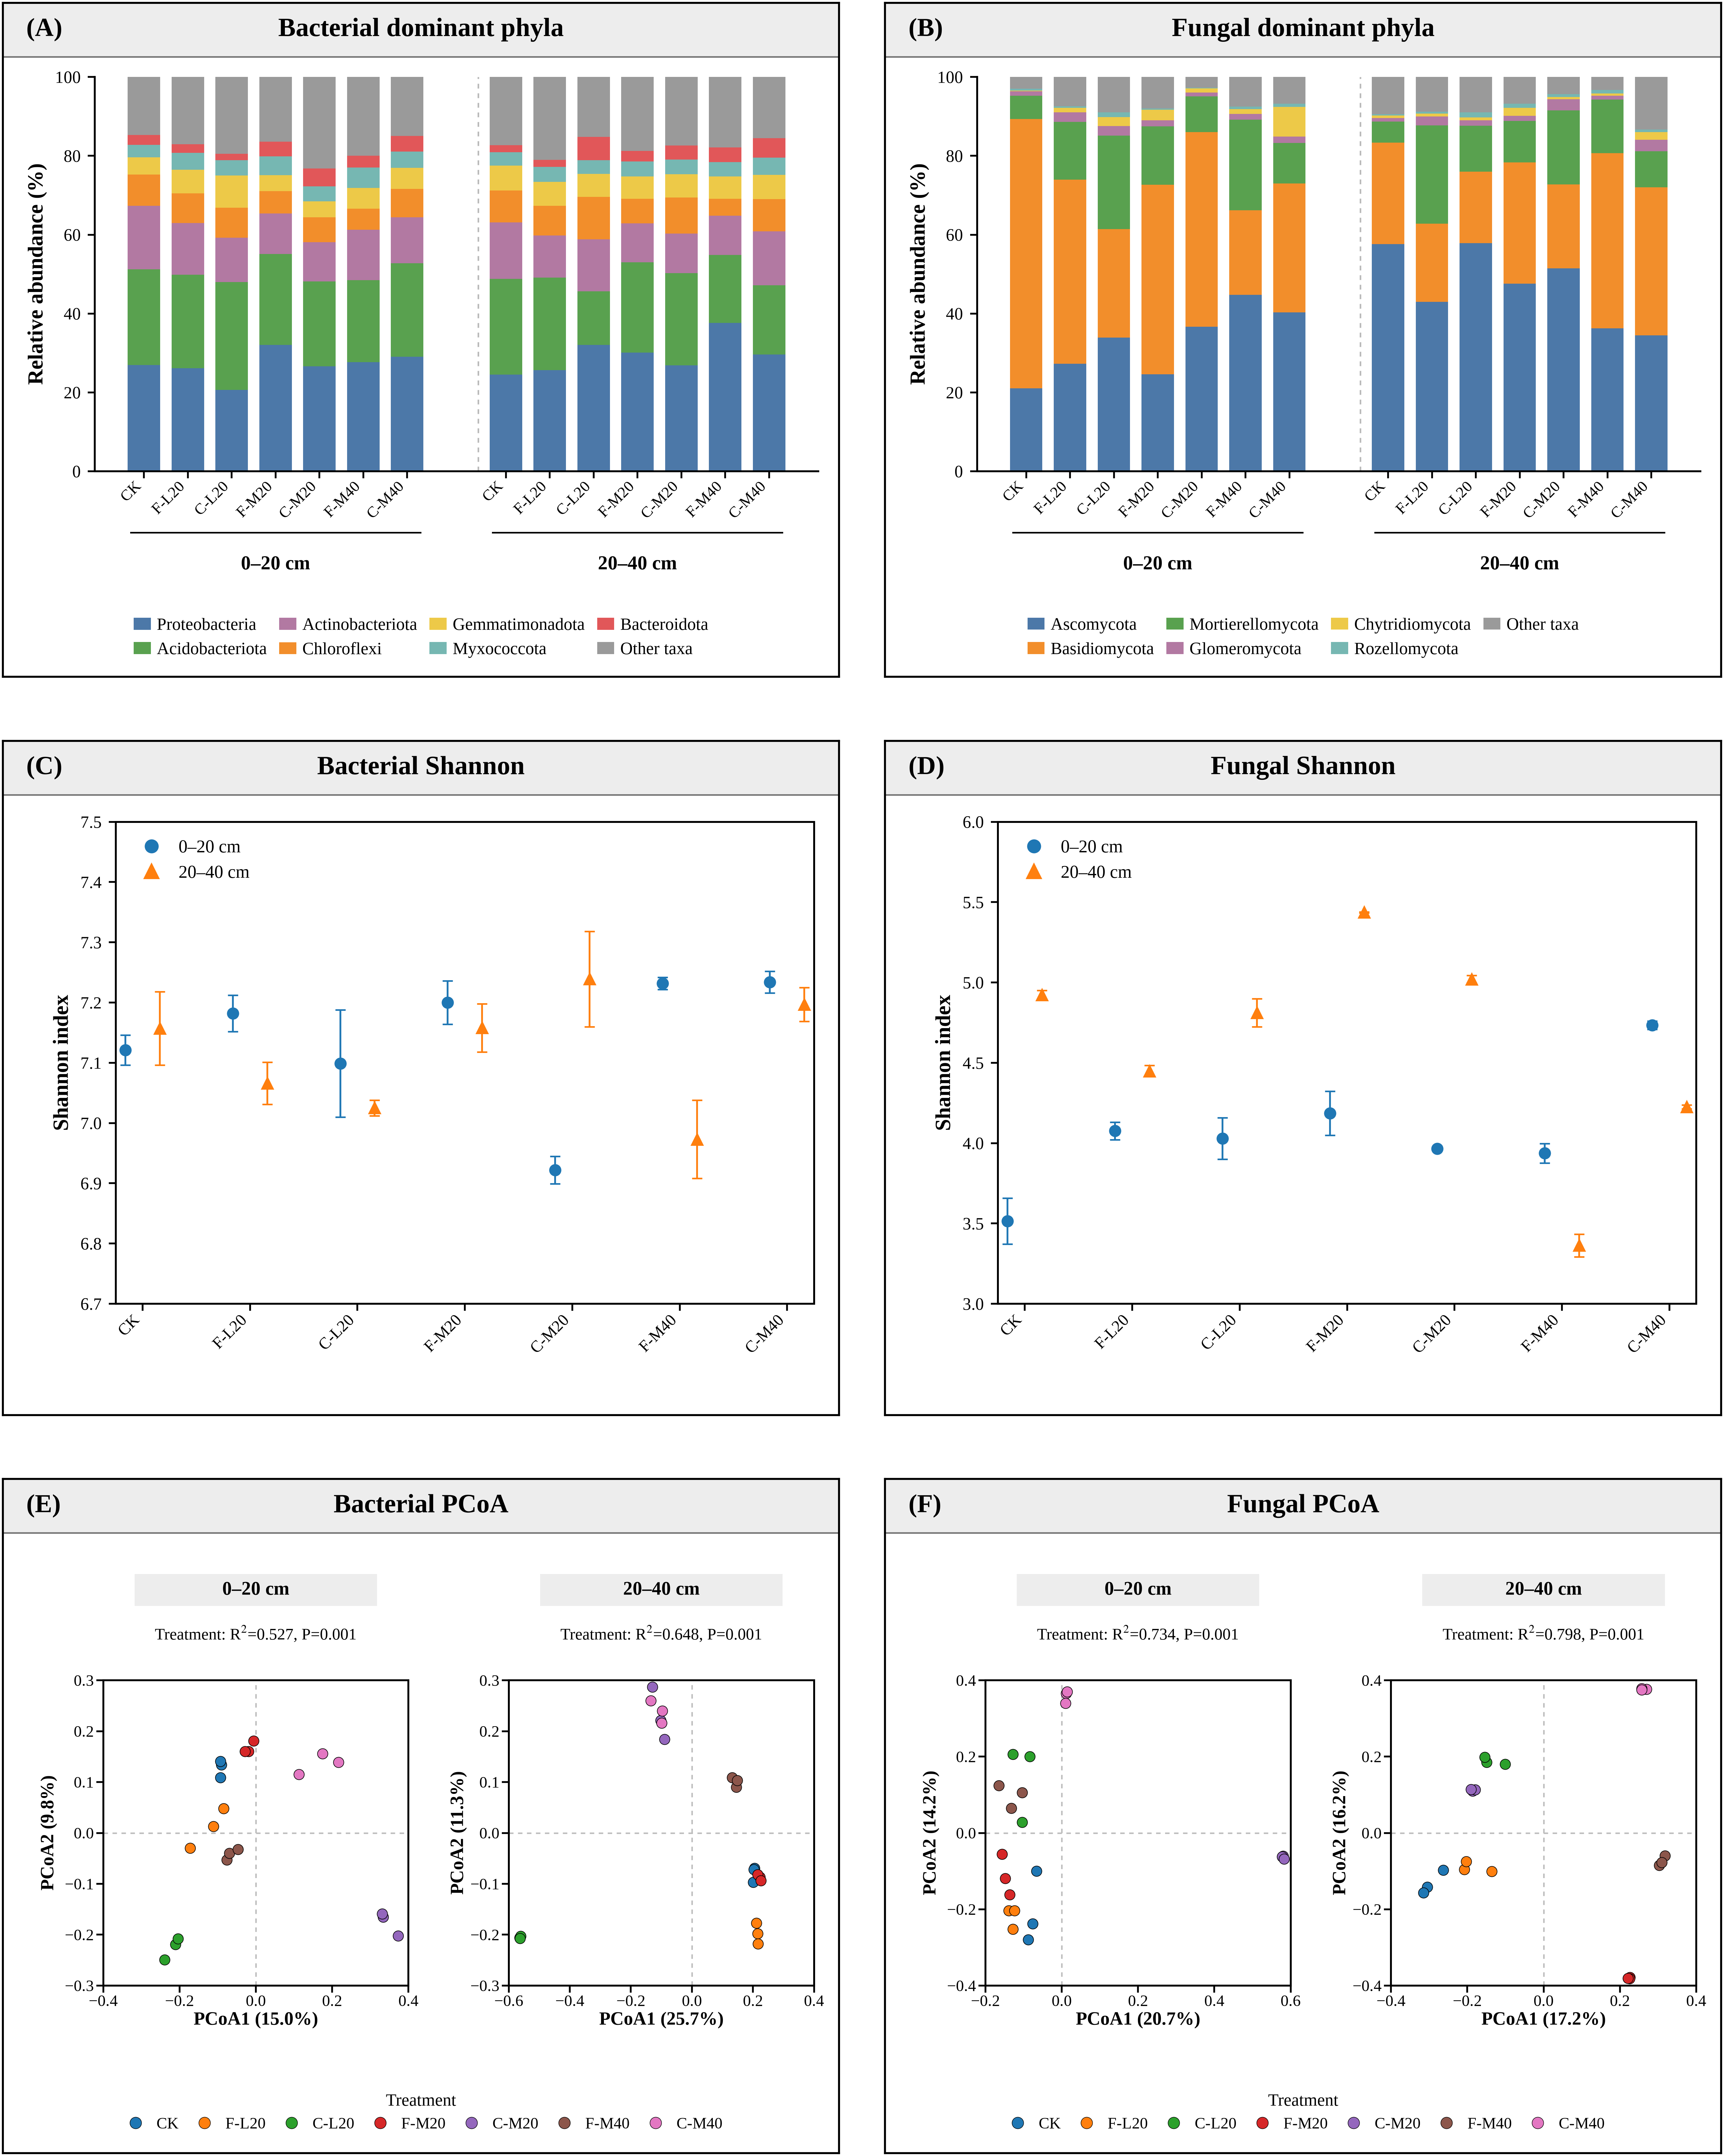 (A) Bacterial dominant phyla
Relative abundance (%)
100
80
60
40
20
0
CK F-L20 C-L20 F-M20 C-M20 F-M40 C-M40 CK F-L20 C-L20 F-M20 C-M20 F-M40 C-M40
0–20 cm 20–40 cm
Proteobacteria Actinobacteriota Gemmatimonadota Bacteroidota
Acidobacteriota Chloroflexi Myxococcota Other taxa
(B) Fungal dominant phyla
Relative abundance (%)
100
80
60
40
20
0
CK F-L20 C-L20 F-M20 C-M20 F-M40 C-M40 CK F-L20 C-L20 F-M20 C-M20 F-M40 C-M40
0–20 cm 20–40 cm
Ascomycota Mortierellomycota Chytridiomycota Other taxa
Basidiomycota Glomeromycota Rozellomycota
(C) Bacterial Shannon
Shannon index
7.5
7.4
7.3
7.2
7.1
7.0
6.9
6.8
6.7
0–20 cm
20–40 cm
CK F-L20 C-L20 F-M20 C-M20 F-M40 C-M40
(D) Fungal Shannon
Shannon index
6.0
5.5
5.0
4.5
4.0
3.5
3.0
0–20 cm
20–40 cm
CK F-L20 C-L20 F-M20 C-M20 F-M40 C-M40
(E) Bacterial PCoA
0–20 cm
Treatment: R²=0.527, P=0.001
PCoA2 (9.8%)
0.3
0.2
0.1
0.0
−0.1
−0.2
−0.3
−0.4 −0.2 0.0 0.2 0.4
PCoA1 (15.0%)
20–40 cm
Treatment: R²=0.648, P=0.001
PCoA2 (11.3%)
0.3
0.2
0.1
0.0
−0.1
−0.2
−0.3
−0.6 −0.4 −0.2 0.0 0.2 0.4
PCoA1 (25.7%)
Treatment
CK F-L20 C-L20 F-M20 C-M20 F-M40 C-M40
(F) Fungal PCoA
0–20 cm
Treatment: R²=0.734, P=0.001
PCoA2 (14.2%)
0.4
0.2
0.0
−0.2
−0.4
−0.2 0.0 0.2 0.4 0.6
PCoA1 (20.7%)
20–40 cm
Treatment: R²=0.798, P=0.001
PCoA2 (16.2%)
0.4
0.2
0.0
−0.2
−0.4
−0.4 −0.2 0.0 0.2 0.4
PCoA1 (17.2%)
Treatment
CK F-L20 C-L20 F-M20 C-M20 F-M40 C-M40